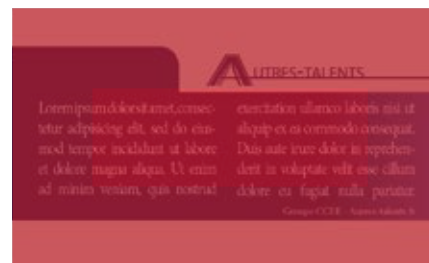 AUTRES-TALENTS
Lorem ipsum dolor sit amet, consec-
tetur adipisicing elit, sed do eius-
mod tempor incididunt ut labore
et dolore magna aliqua. Ut enim
ad minim veniam, quis nostrud
exercitation ullamco laboris nisi ut
aliquip ex ea commodo consequat.
Duis aute irure dolor in reprehen-
derit in voluptate velit esse cillum
dolore eu fugiat nulla pariatur.
Groupe